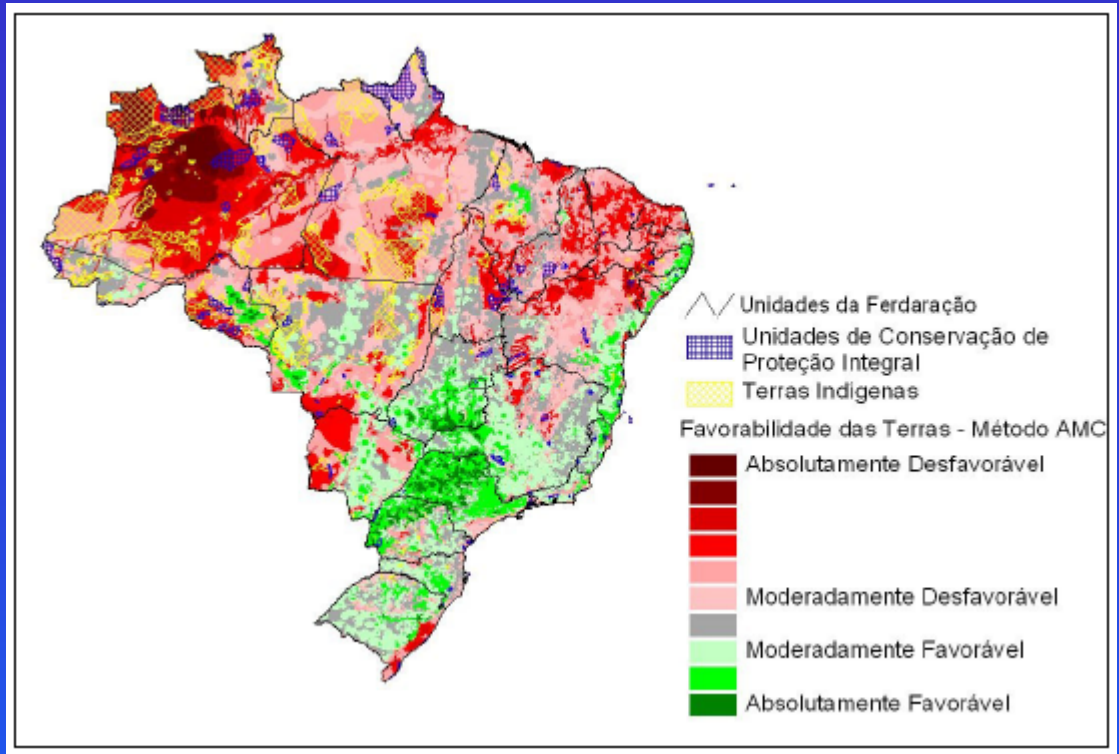 Unidades da Ferdaração
Unidades de Conservação de
Proteção Integral
Terras Indigenas
Favorabilidade das Terras - Método AMC
Absolutamente Desfavorável
Moderadamente Desfavorável
Moderadamente Favorável
Absolutamente Favorável